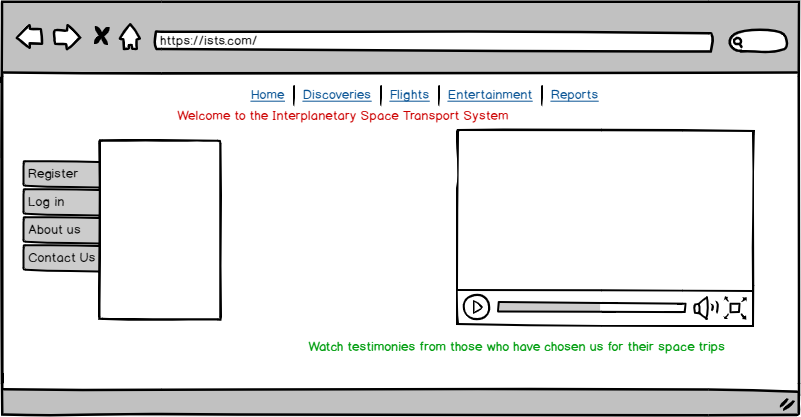 https://ists.com/
Home Discoveries Flights Entertainment Reports
Welcome to the Interplanetary Space Transport System
Register
Log in
About us
Contact Us
Watch testimonies from those who have chosen us for their space trips